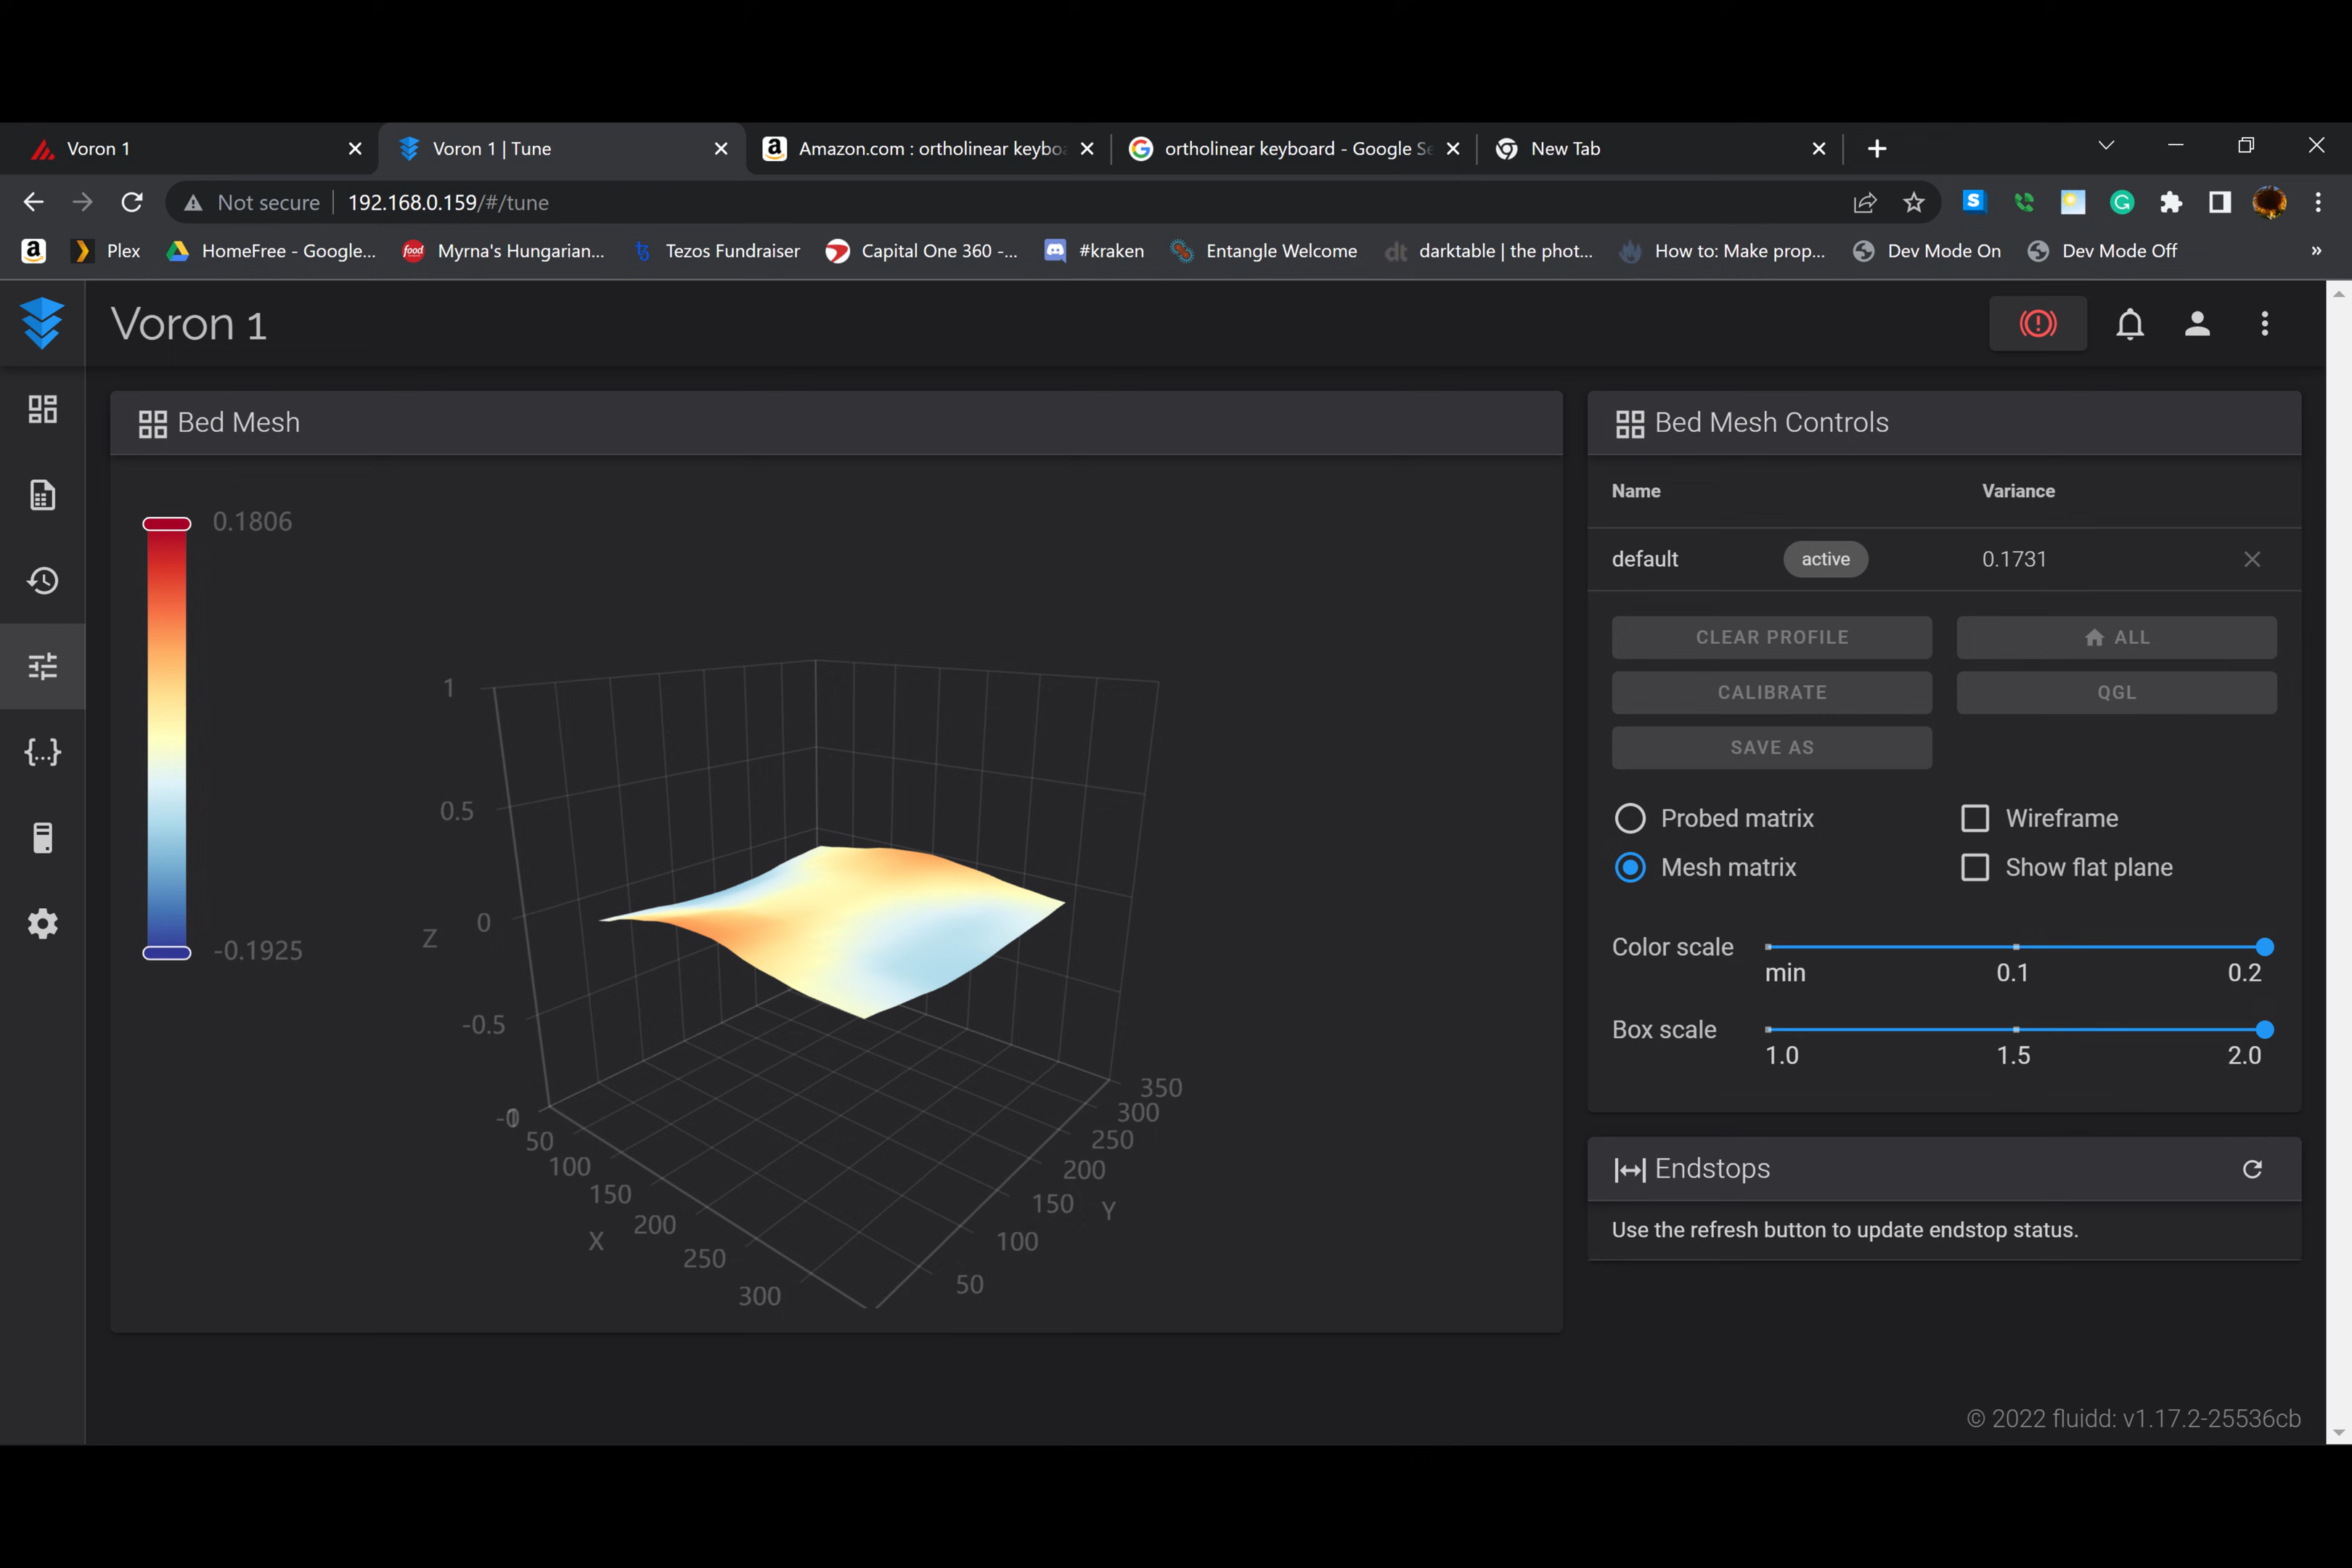 Voron 1
Voron 1 | Tune
Amazon.com : ortholinear keyboa
ortholinear keyboard - Google Se
New Tab
Not secure
192.168.0.159/#/tune
Plex
HomeFree - Google...
food
Myrna's Hungarian...
Tezos Fundraiser
Capital One 360 -...
#kraken
Entangle Welcome
dt
darktable | the phot...
How to: Make prop...
Dev Mode On
Dev Mode Off
»
Voron 1
Bed Mesh
0.1806
-0.1925
1
0.5
0
-0.5
Z
50
100
150
200
250
300
X
350
300
250
200
150
100
50
Y
Bed Mesh Controls
Name Variance
default active 0.1731
CLEAR PROFILE
ALL
CALIBRATE
QGL
SAVE AS
Probed matrix
Wireframe
Mesh matrix
Show flat plane
Color scale
min 0.1 0.2
Box scale
1.0 1.5 2.0
Endstops
Use the refresh button to update endstop status.
© 2022 fluidd: v1.17.2-25536cb